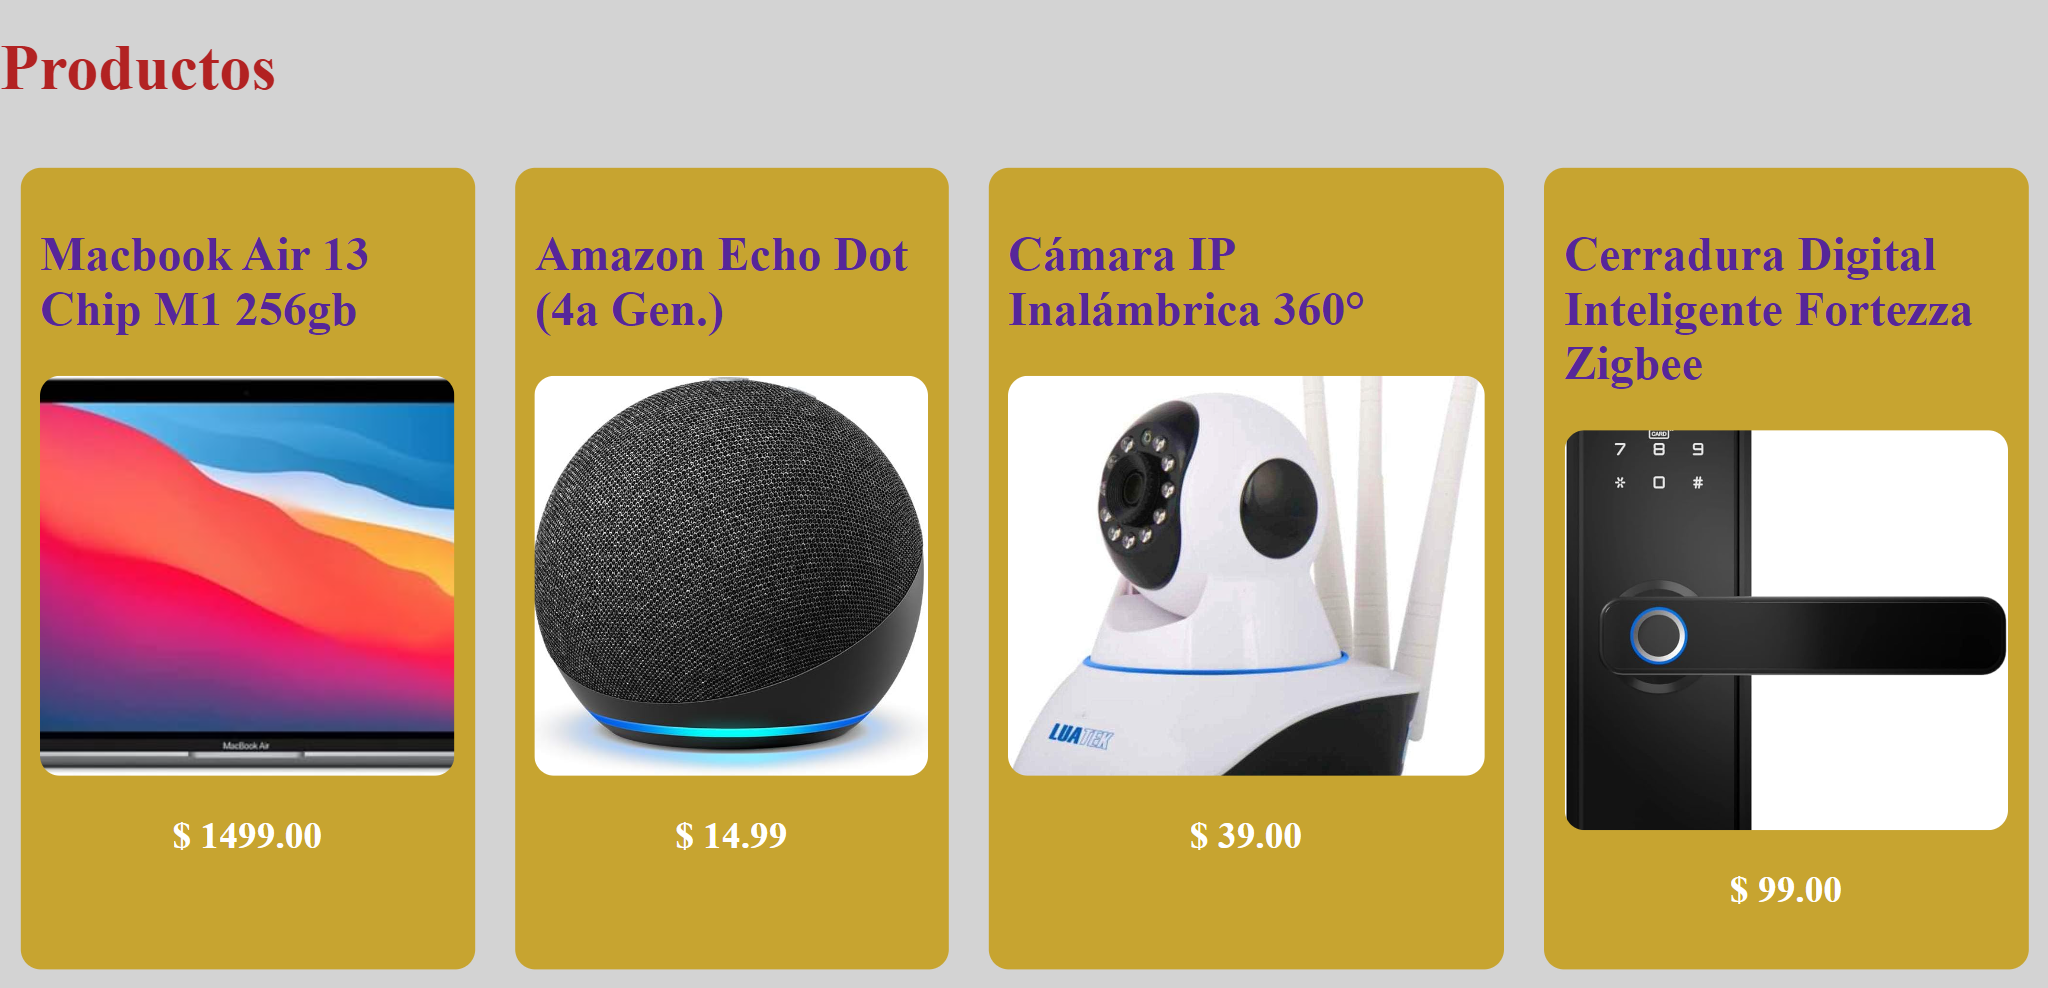 Productos
Macbook Air 13
Chip M1 256gb
MacBook Air
$ 1499.00
Amazon Echo Dot
(4a Gen.)
$ 14.99
Cámara IP
Inalámbrica 360°
LUATEK
$ 39.00
Cerradura Digital
Inteligente Fortezza
Zigbee
CARD
7 8 9
* 0 #
$ 99.00